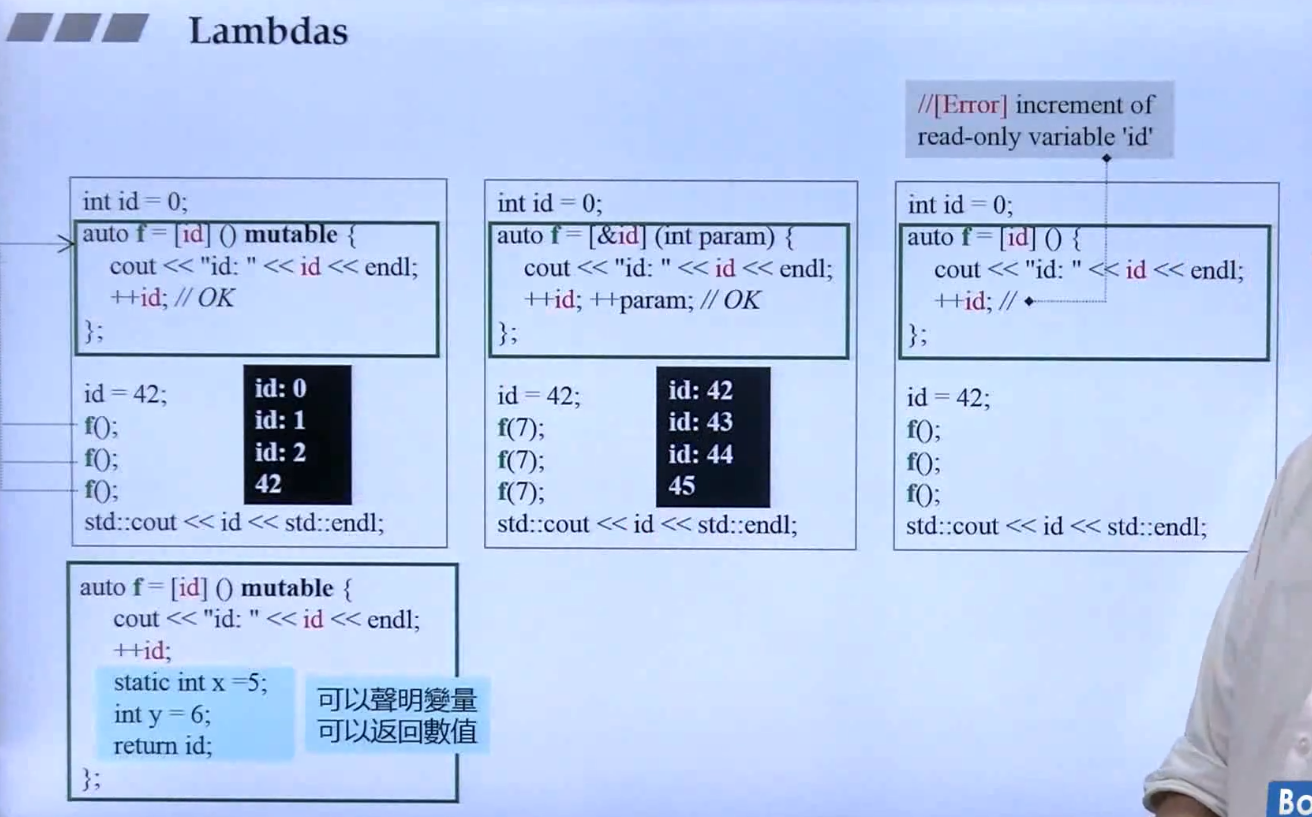 Lambdas
//[Error] increment of
read-only variable 'id'
int id = 0;
auto f = [id] () mutable {
cout << "id: " << id << endl;
++id; // OK
};
id = 42;
f();
f();
f();
std::cout << id << std::endl;
id: 0
id: 1
id: 2
42
int id = 0;
auto f = [&id] (int param) {
cout << "id: " << id << endl;
++id; ++param; // OK
};
id = 42;
f(7);
f(7);
f(7);
std::cout << id << std::endl;
id: 42
id: 43
id: 44
45
int id = 0;
auto f = [id] () {
cout << "id: " << id << endl;
++id; //
};
id = 42;
f();
f();
f();
std::cout << id << std::endl;
auto f = [id] () mutable {
cout << "id: " << id << endl;
++id;
static int x =5;
int y = 6;
return id;
};
可以聲明變量
可以返回數值